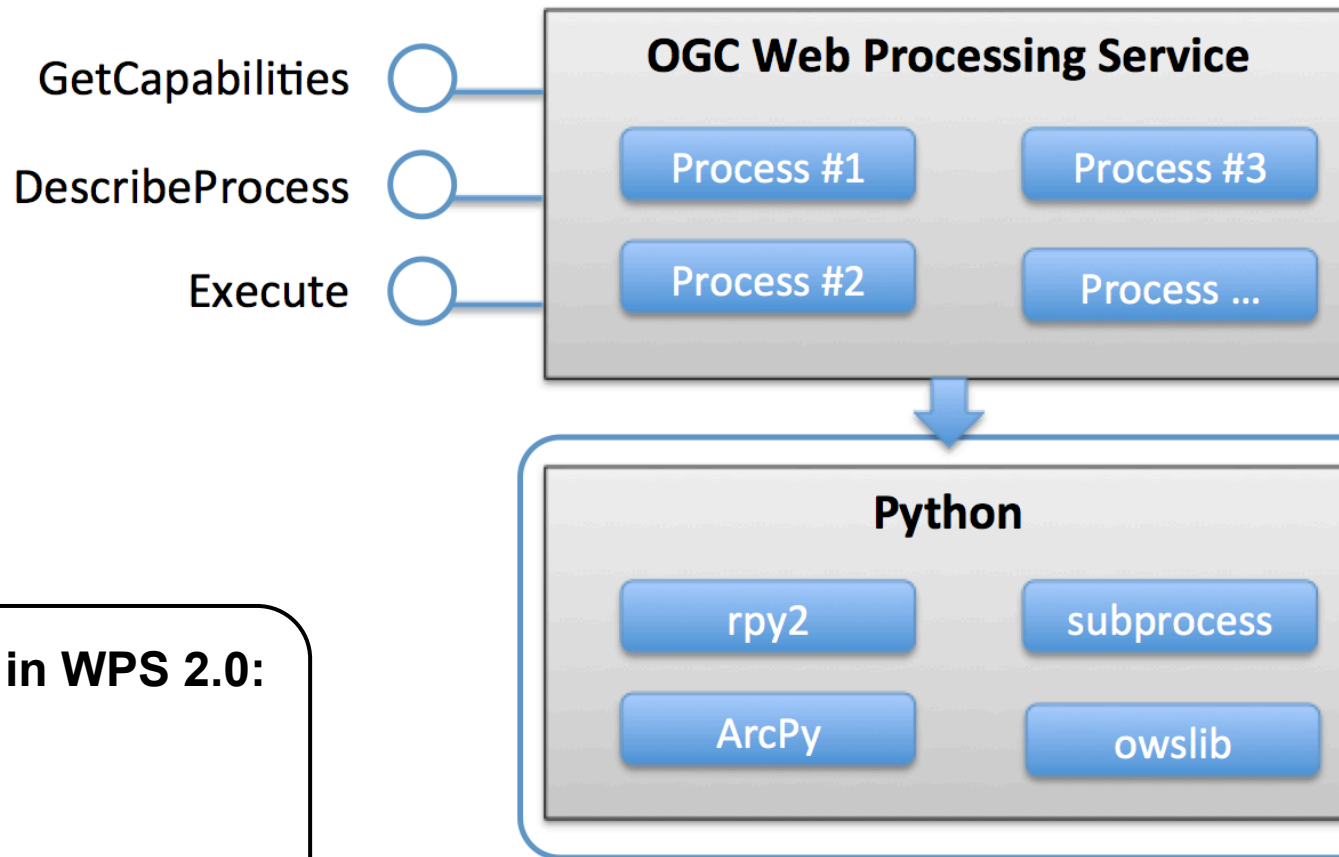 GetCapabilities
DescribeProcess
Execute
OGC Web Processing Service
Process #1
Process #3
Process #2
Process ...
Python
rpy2
subprocess
ArcPy
owslib
in WPS 2.0: